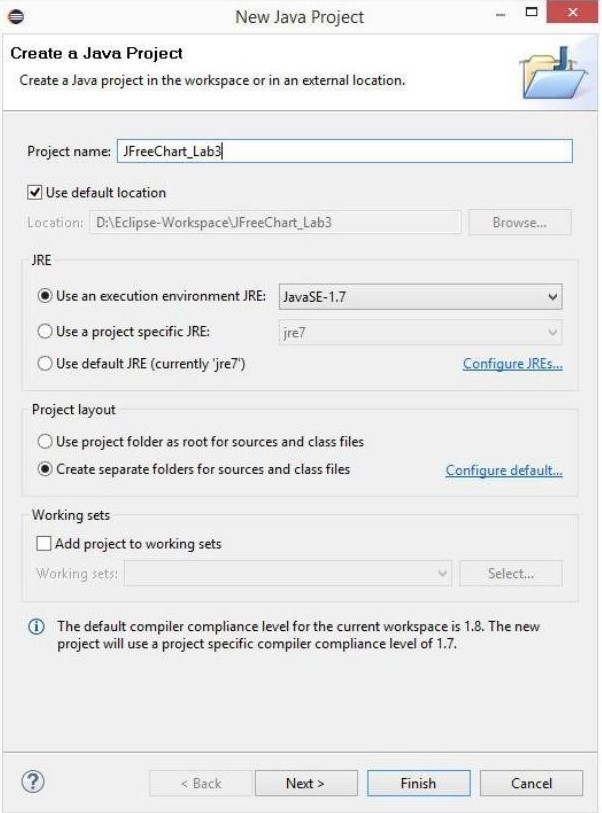 New Java Project
Create a Java Project
Create a Java project in the workspace or in an external location.
Project name: JFreeChart_Lab3
Use default location
Location: D:\Eclipse-Workspace\JFreeChart_Lab3 Browse...
JRE
Use an execution environment JRE: JavaSE-1.7
Use a project specific JRE: jre7
Use default JRE (currently 'jre7') Configure JREs...
Project layout
Use project folder as root for sources and class files
Create separate folders for sources and class files Configure default...
Working sets
Add project to working sets
Working sets: Select...
The default compiler compliance level for the current workspace is 1.8. The new
project will use a project specific compiler compliance level of 1.7.
? < Back Next > Finish Cancel